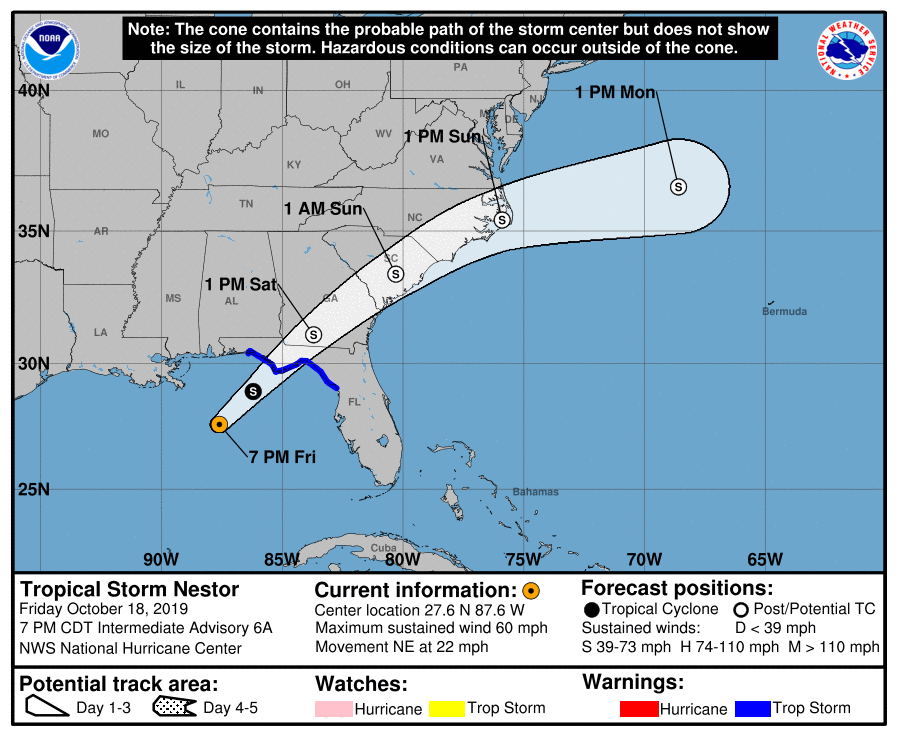 Note: The cone contains the probable path of the storm center but does not show
the size of the storm. Hazardous conditions can occur outside of the cone.
NOAA
NATIONAL WEATHER SERVICE
PA
1 PM Mon
40N
IL
IN
OH
NJ
MD
DE
MO
WV
1 PM Sun
KY
VA
TN
1 AM Sun
NC
35N
AR
SC
1 PM Sat
MS
AL
GA
Bermuda
LA
30N
S
S
S
S
S
FL
7 PM Fri
25N
Bahamas
Cuba
90W
85W
80W
75W
70W
65W
Tropical Storm Nestor
Friday October 18, 2019
7 PM CDT Intermediate Advisory 6A
NWS National Hurricane Center
Current information:
Center location 27.6 N 87.6 W
Maximum sustained wind 60 mph
Movement NE at 22 mph
Forecast positions:
Tropical Cyclone Post/Potential TC
Sustained winds: D < 39 mph
S 39-73 mph H 74-110 mph M > 110 mph
Potential track area:
Day 1-3 Day 4-5
Watches:
Hurricane Trop Storm
Warnings:
Hurricane Trop Storm